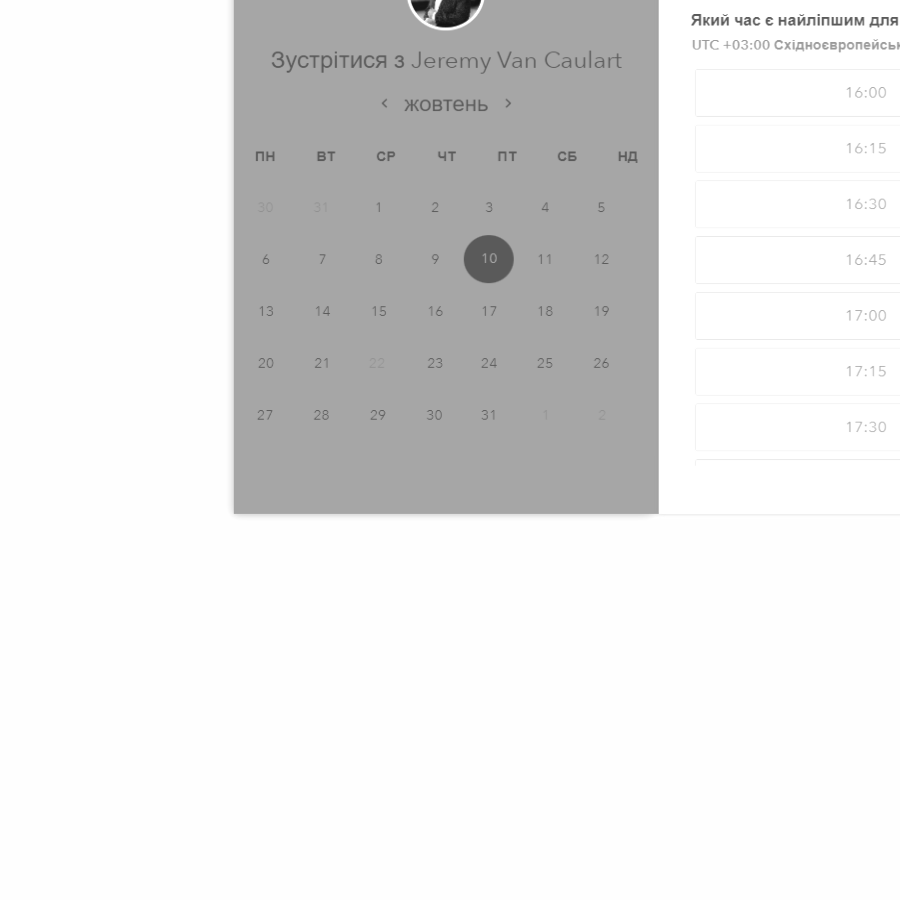 Зустрітися з Jeremy Van Caulart
жовтень
ПН ВТ СР ЧТ ПТ СБ НД
30 31 1 2 3 4 5
6 7 8 9 10 11 12
13 14 15 16 17 18 19
20 21 22 23 24 25 26
27 28 29 30 31 1 2
Який час є найліпшим для
UTC +03:00 Східноєвропейськ
16:00
16:15
16:30
16:45
17:00
17:15
17:30